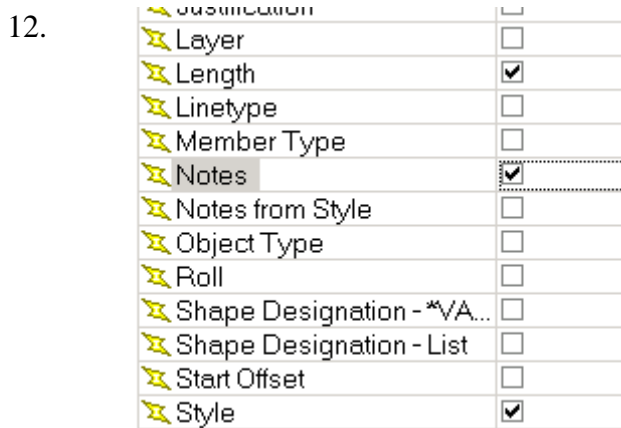 12.
Justification
Layer
Length
Linetype
Member Type
Notes
Notes from Style
Object Type
Roll
Shape Designation - *VA...
Shape Designation - List
Start Offset
Style